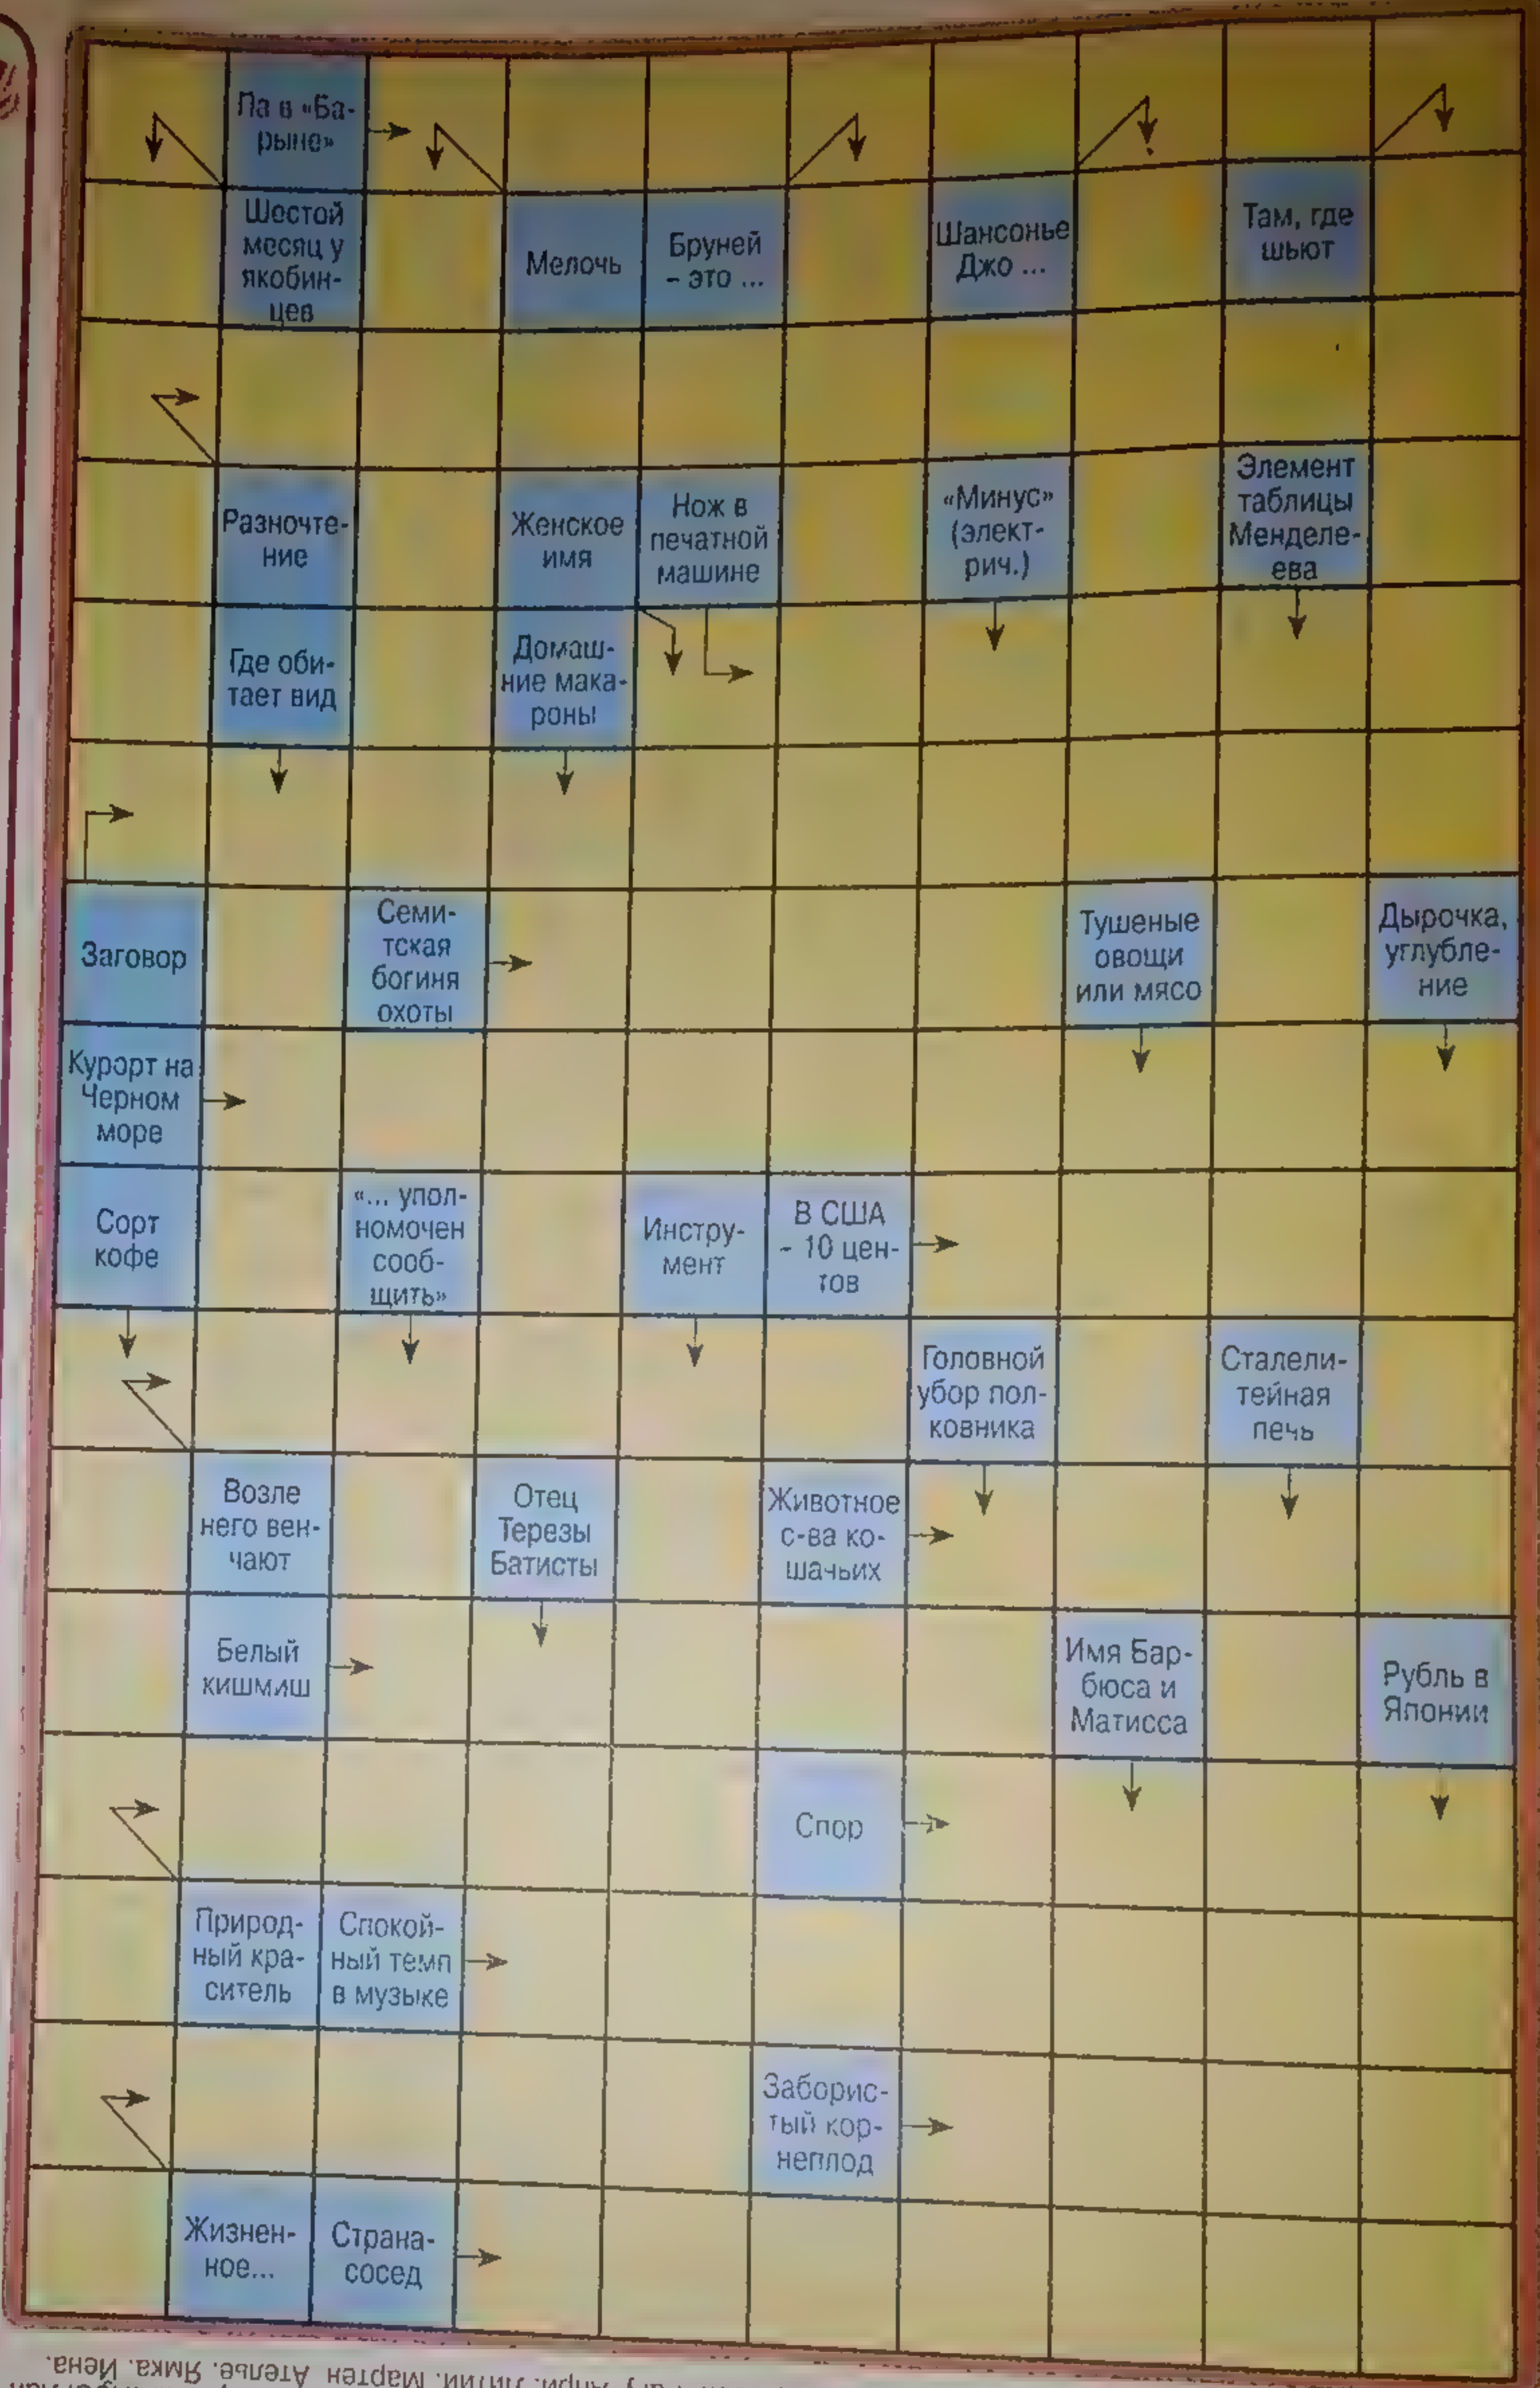 Па в «Ба-
рыне»
Шестой
месяц у
якобин-
цев
Мелочь
Бруней
- это ...
Шансонье
Джо ...
Там, где
шьют
Разночте-
ние
Женское
имя
Нож в
печатной
машине
«Минус»
(элект-
рич.)
Элемент
таблицы
Менделе-
ева
Где оби-
тает вид
Домаш-
ние мака-
роны
Заговор
Семи-
тская
богиня
охоты
Тушеные
овощи
или мясо
Дырочка,
углубле-
ние
Курорт на
Черном
море
Сорт
кофе
«... упол-
номочен
сооб-
щить»
Инстру-
мент
В США
- 10 цен-
тов
Головной
убор пол-
ковника
Сталели-
тейная
печь
Возле
него вен-
чают
Отец
Терезы
Батисты
Животное
с-ва ко-
шачьих
Белый
кишмиш
Имя Бар-
бюса и
Матисса
Рубль в
Японии
Спор
Природ-
ный кра-
ситель
Спокой-
ный темп
в музыке
Заборис-
тый кор-
неплод
Жизнен-
ное...
Страна-
сосед
Анри. Литий. Мартен Ателье. Ямка. Йена.